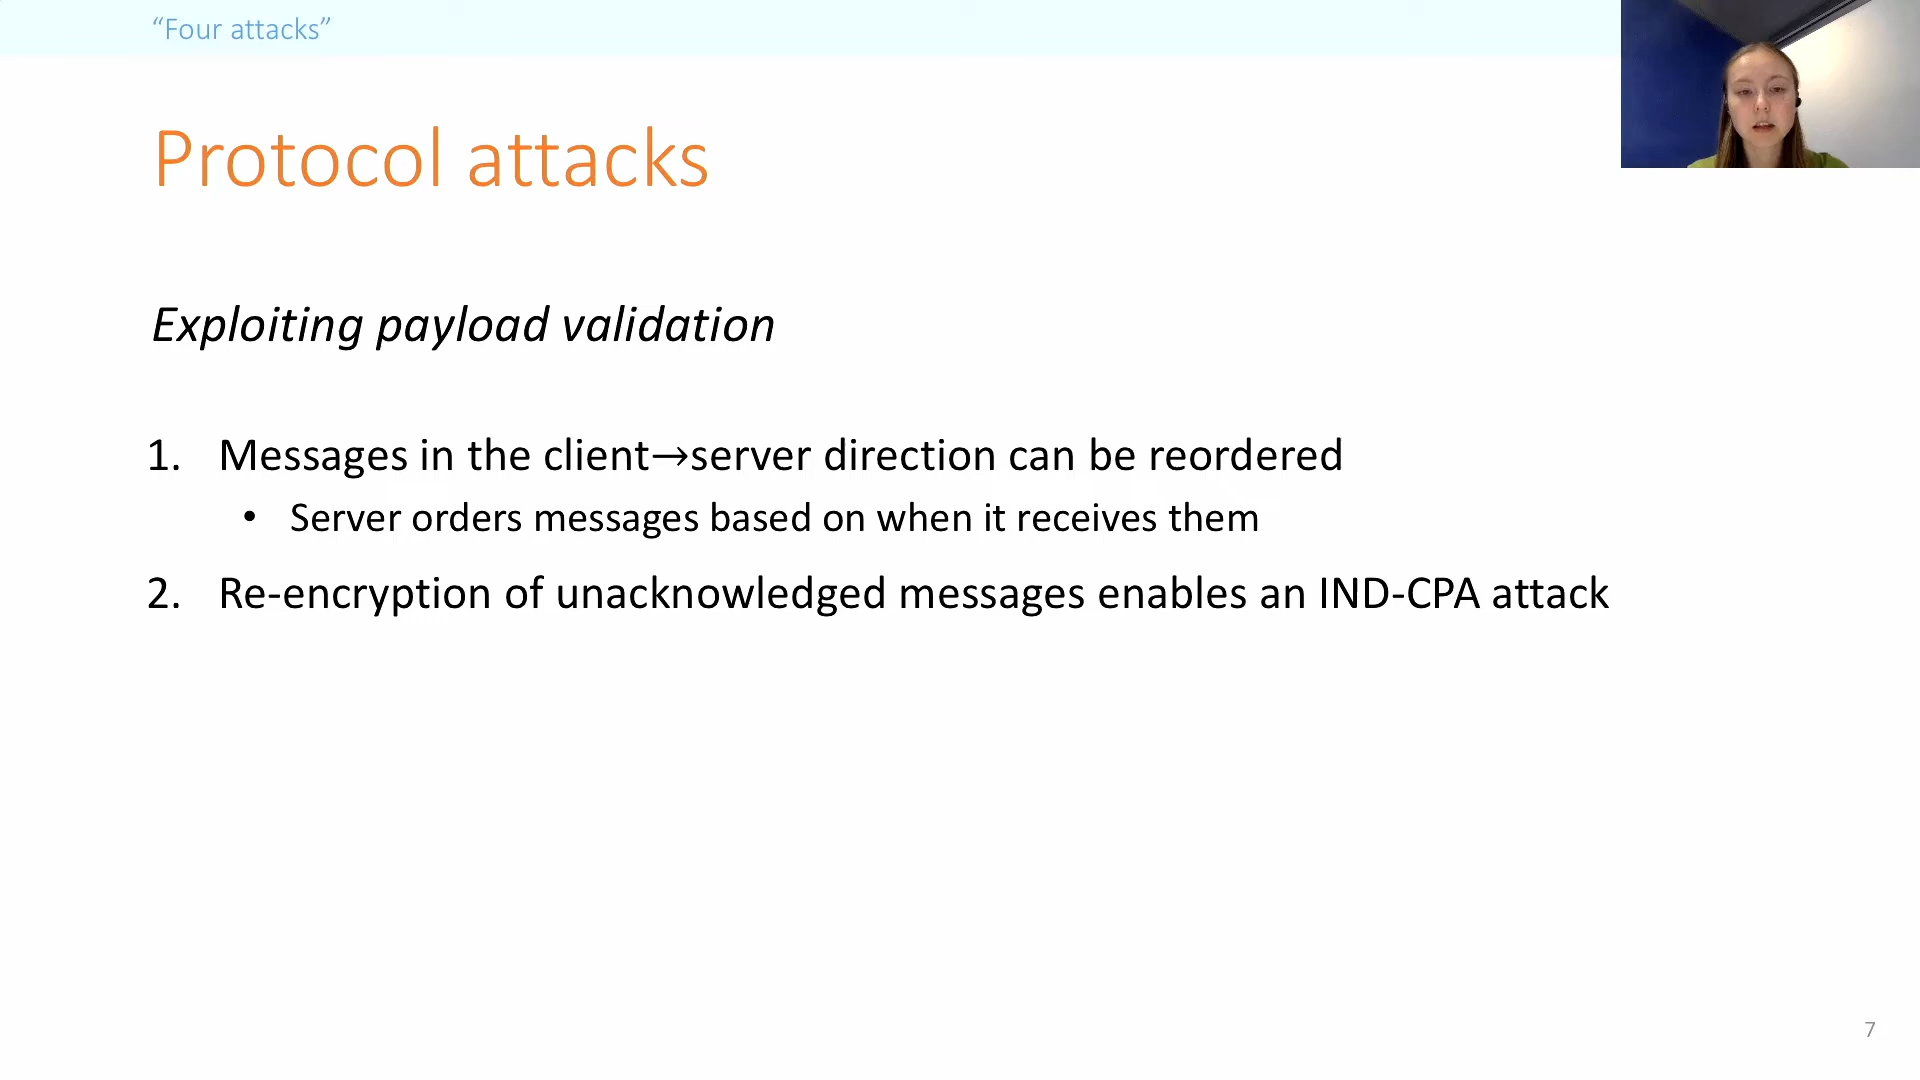 “Four attacks”
Protocol attacks
Exploiting payload validation
1. Messages in the client→server direction can be reordered
• Server orders messages based on when it receives them
2. Re-encryption of unacknowledged messages enables an IND-CPA attack
7